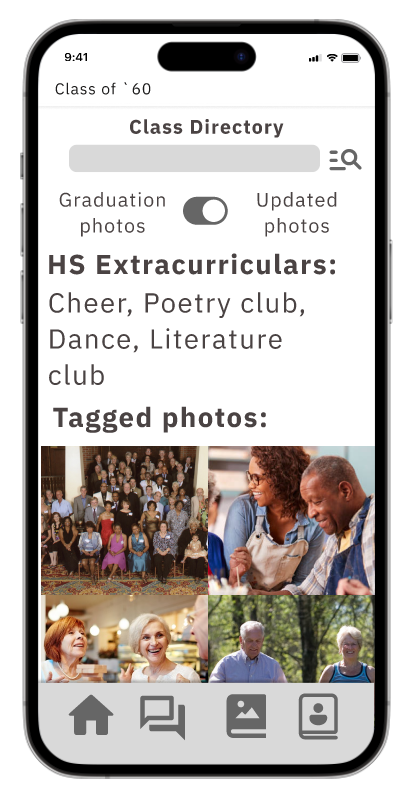 9:41
Class of `60
Class Directory
Graduation photos
Updated photos
HS Extracurriculars:
Cheer, Poetry club,
Dance, Literature
club
Tagged photos: